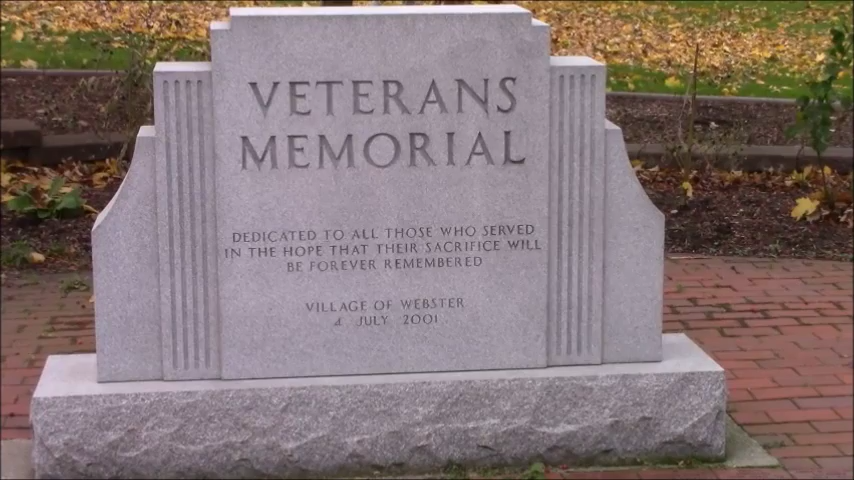 VETERANS
MEMORIAL
DEDICATED TO ALL THOSE WHO SERVED
IN THE HOPE THAT THEIR SACRIFICE WILL
BE FOREVER REMEMBERED
VILLAGE OF WEBSTER
4 JULY 2001